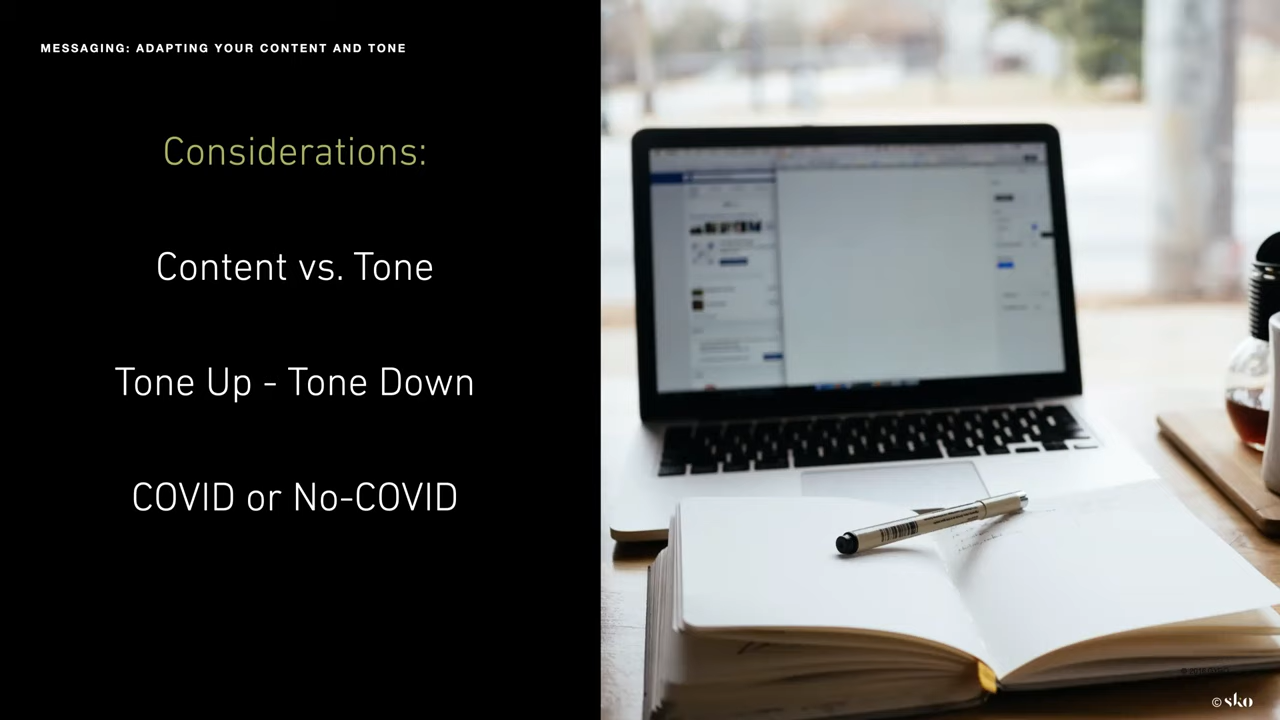 MESSAGING: ADAPTING YOUR CONTENT AND TONE
Considerations:
Content vs. Tone
Tone Up - Tone Down
COVID or No-COVID
© sko